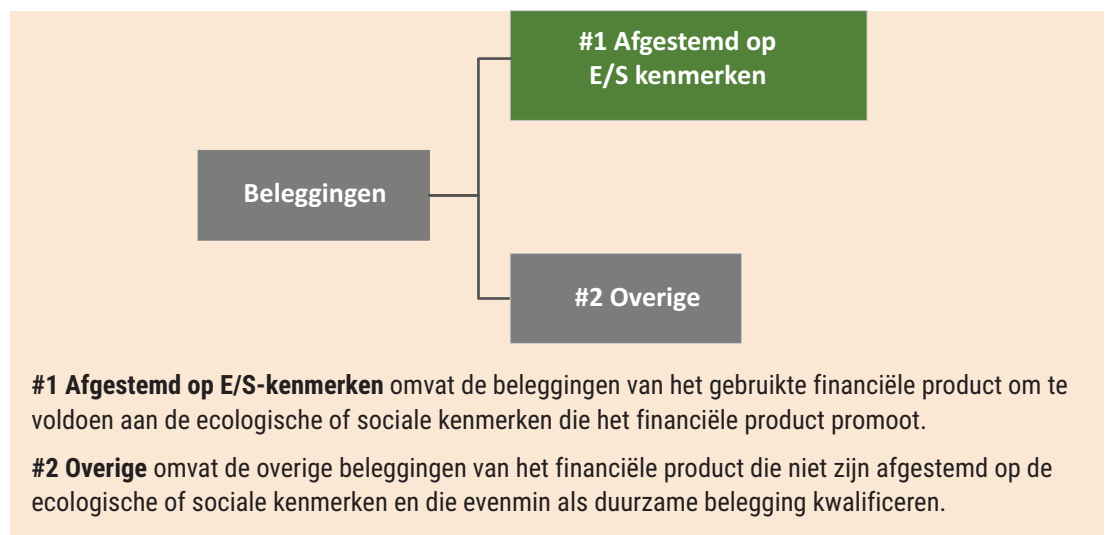 #1 Afgestemd op
E/S kenmerken
Beleggingen
#2 Overige
#1 Afgestemd op E/S-kenmerken omvat de beleggingen van het gebruikte financiële product om te
voldoen aan de ecologische of sociale kenmerken die het financiële product promoot.
#2 Overige omvat de overige beleggingen van het financiële product die niet zijn afgestemd op de
ecologische of sociale kenmerken en die evenmin als duurzame belegging kwalificeren.